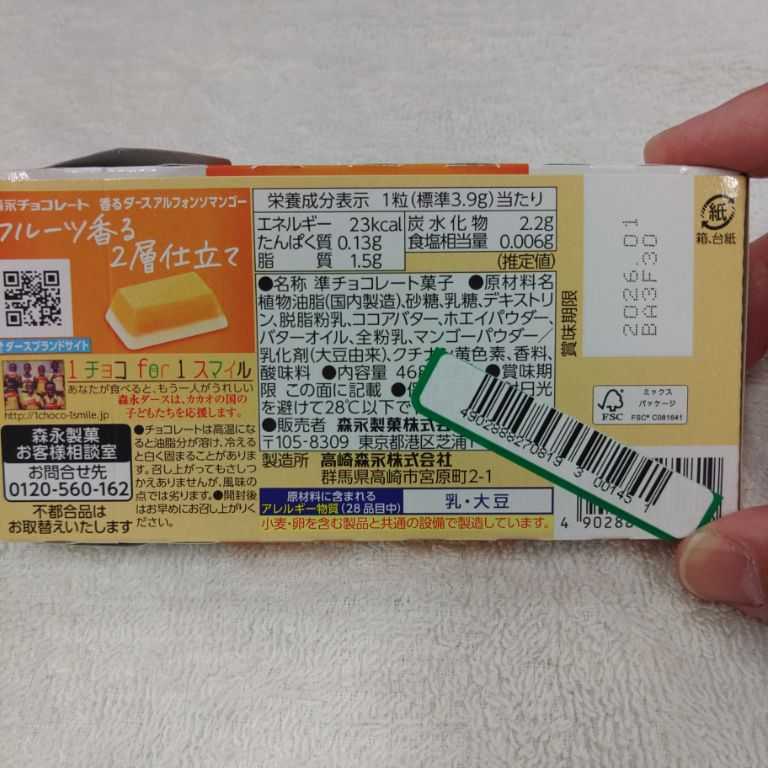 森永チョコレート 香るダースアルフォンソマンゴー
フルーツ香る
2層仕立て
ダースブランドサイト
1チョコ for 1スマイル
あなたが食べると、もう一人がうれしい
森永ダースは、カカオの国の
子どもたちを応援します。
http://1choco-1smile.jp/
森永製菓
お客様相談室
お問合せ先
0120-560-162
不都合品は
お取替えいたします
●チョコレートは高温にな
ると油脂分が溶け、冷える
と白く固まることがありま
す。召し上がってもさしつ
かえありませんが、風味の
点では劣ります。●開封後
はお早めにお召し上がりく
ださい。
栄養成分表示 1粒(標準3.9g)当たり
エネルギー 23kcal
たんぱく質 0.13g
脂質 1.5g
炭水化物 2.2g
食塩相当量 0.006g
(推定値)
●名称 準チョコレート菓子 ●原材料名
植物油脂(国内製造)、砂糖、乳糖、デキストリ
ン、脱脂粉乳、ココアバター、ホエイパウダー、
バターオイル、全粉乳、マンゴーパウダー/
乳化剤(大豆由来)、クチナシ黄色素、香料、
酸味料 ●内容量 46 ●賞味期
限 この面に記載 ● 日光
を避けて28℃以下で
●販売者 森永製菓株式会
〒105-8309 東京都港区芝浦1
製造所 高崎森永株式会社
群馬県高崎市宮原町2-1
原材料に含まれる
アレルギー物質(28品目中)
乳・大豆
小麦・卵を含む製品と共通の設備で製造しています。
賞味期限
2026.01
BA3F30
紙
箱、台紙
FSC
ミックス
パッケージ
FSC® C081641
4902888270819 3 00145 1
4 90288